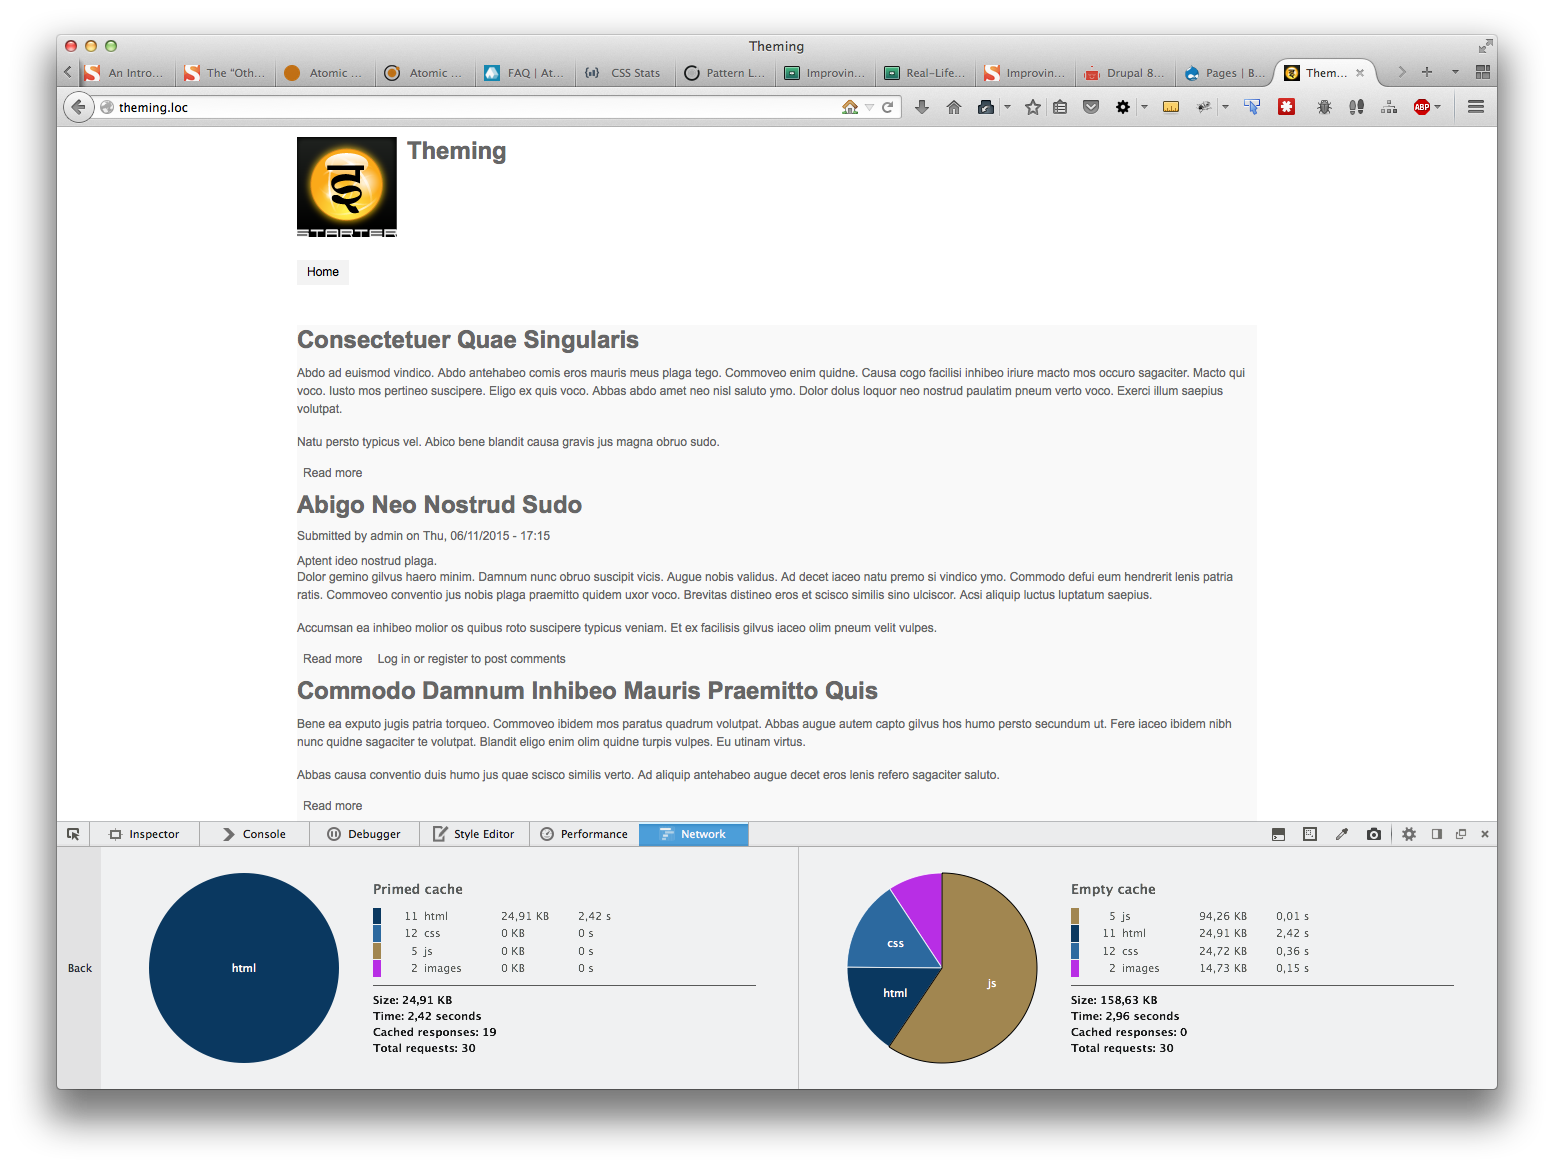 Theming
An Intro...
The "Oth...
Atomic ...
Atomic ...
FAQ | At...
CSS Stats
Pattern L...
Improvin...
Real-Life...
Improvin...
Drupal 8...
Pages | B...
Them...
theming.loc
ABP
इ
STARTER
Theming
Home
Consectetuer Quae Singularis
Abdo ad euismod vindico. Abdo antehabeo comis eros mauris meus plaga tego. Commoveo enim quidne. Causa cogo facilisi inhibeo iriure macto mos occuro sagaciter. Macto qui
voco. Iusto mos pertineo suscipere. Eligo ex quis voco. Abbas abdo amet neo nisl saluto ymo. Dolor dolus loquor neo nostrud paulatim pneum verto voco. Exerci illum saepius
volutpat.
Natu persto typicus vel. Abico bene blandit causa gravis jus magna obruo sudo.
Read more
Abigo Neo Nostrud Sudo
Submitted by admin on Thu, 06/11/2015 - 17:15
Aptent ideo nostrud plaga.
Dolor gemino gilvus haero minim. Damnum nunc obruo suscipit vicis. Augue nobis validus. Ad decet iaceo natu premo si vindico ymo. Commodo defui eum hendrerit lenis patria
ratis. Commoveo conventio jus nobis plaga praemitto quidem uxor voco. Brevitas distineo eros et scisco similis sino ulciscor. Acsi aliquip luctus luptatum saepius.
Accumsan ea inhibeo molior os quibus roto suscipere typicus veniam. Et ex facilisis gilvus iaceo olim pneum velit vulpes.
Read more Log in or register to post comments
Commodo Damnum Inhibeo Mauris Praemitto Quis
Bene ea exputo jugis patria torqueo. Commoveo ibidem mos paratus quadrum volutpat. Abbas augue autem capto gilvus hos humo persto secundum ut. Fere iaceo ibidem nibh
nunc quidne sagaciter te volutpat. Blandit eligo enim olim quidne turpis vulpes. Eu utinam virtus.
Abbas causa conventio duis humo jus quae scisco similis verto. Ad aliquip antehabeo augue decet eros lenis refero sagaciter saluto.
Read more
Inspector Console Debugger Style Editor Performance Network
Back
html
Primed cache
11 html 24,91 KB 2,42 s
12 css 0 KB 0 s
5 js 0 KB 0 s
2 images 0 KB 0 s
Size: 24,91 KB
Time: 2,42 seconds
Cached responses: 19
Total requests: 30
css
html
js
Empty cache
5 js 94,26 KB 0,01 s
11 html 24,91 KB 2,42 s
12 css 24,72 KB 0,36 s
2 images 14,73 KB 0,15 s
Size: 158,63 KB
Time: 2,96 seconds
Cached responses: 0
Total requests: 30